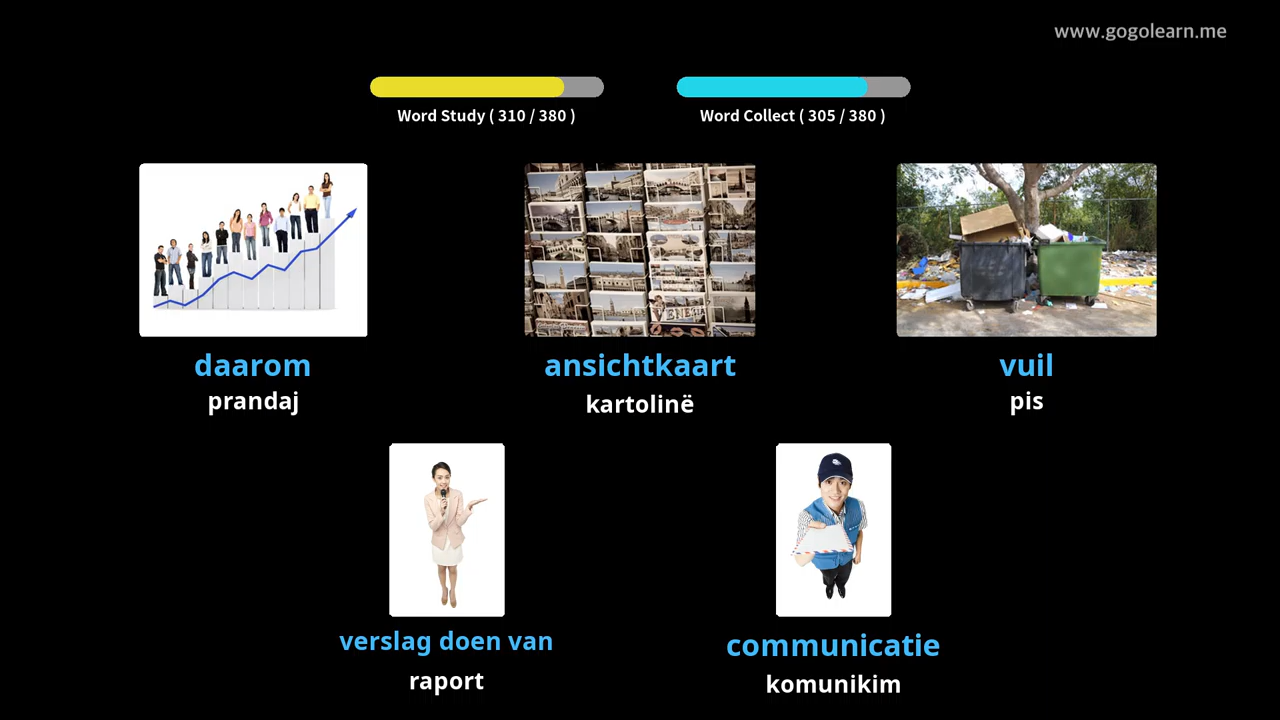 www.gogolearn.me
Word Study ( 310 / 380 )
Word Collect ( 305 / 380 )
VENEZ
daarom
ansichtkaart
vuil
prandaj
kartolinë
pis
verslag doen van
communicatie
raport
komunikim